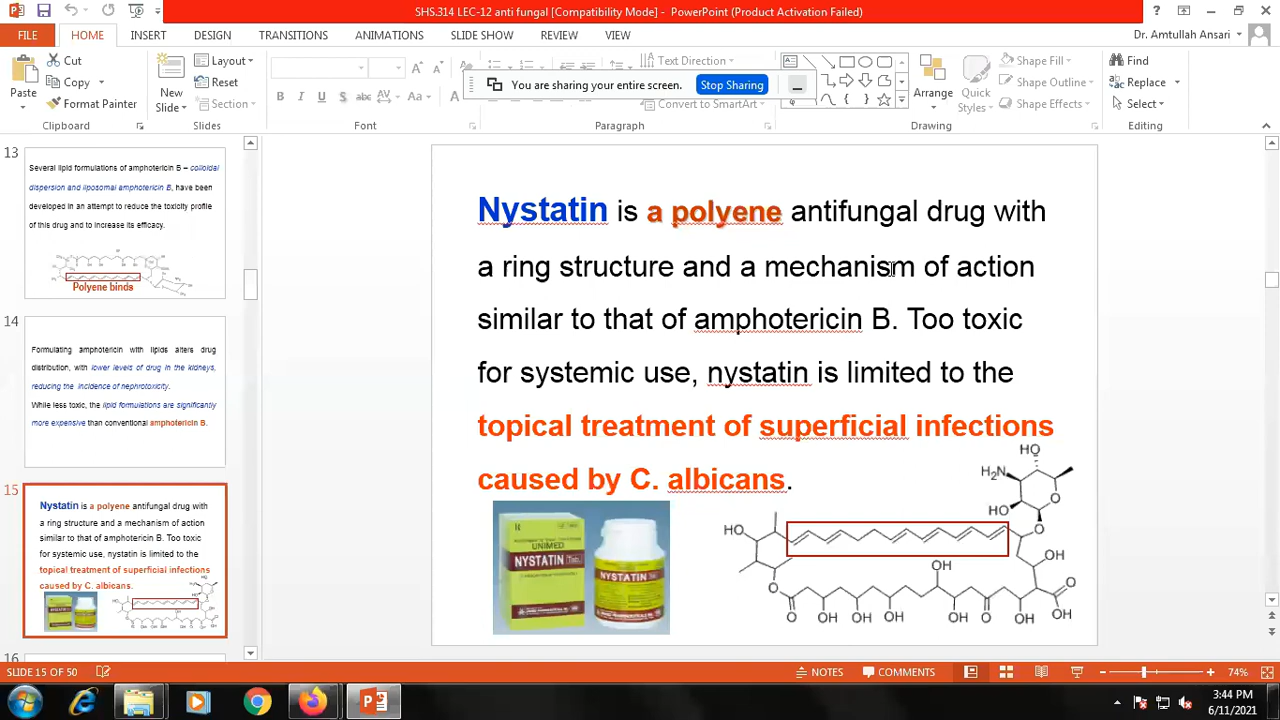 SHS.314 LEC-12 anti fungal [Compatibility Mode] - PowerPoint (Product Activation Failed)
FILE HOME INSERT DESIGN TRANSITIONS ANIMATIONS SLIDE SHOW REVIEW VIEW Dr. Amtullah Ansari
Paste
Cut
Copy
Format Painter
Clipboard
New
Slide
Layout
Reset
Section
Slides
B I U S abc AV Aa A
Font
You are sharing your entire screen. Stop Sharing
Text Direction
Convert to SmartArt
Paragraph
Arrange
Quick
Styles
Shape Fill
Shape Outline
Shape Effects
Drawing
Find
Replace
Select
Editing
13
Several lipid formulations of amphotericin B – colloidal
dispersion and liposomal amphotericin B, have been
developed in an attempt to reduce the toxicity profile
of this drug and to increase its efficacy.
Polyene binds
14
Formulating amphotericin with lipids alters drug
distribution, with lower levels of drug in the kidneys,
reducing the incidence of nephrotoxicity.
While less toxic, the lipid formulations are significantly
more expensive than conventional amphotericin B.
15
Nystatin is a polyene antifungal drug with
a ring structure and a mechanism of action
similar to that of amphotericin B. Too toxic
for systemic use, nystatin is limited to the
topical treatment of superficial infections
caused by C. albicans.
16
Nystatin is a polyene antifungal drug with
a ring structure and a mechanism of action
similar to that of amphotericin B. Too toxic
for systemic use, nystatin is limited to the
topical treatment of superficial infections
caused by C. albicans.
UNIMED
NYSTATIN
NYSTATIN
HO
H₂N
HO
O
O
HO
OH
OH
O
O
O
OH OH OH OH O OH OH
SLIDE 15 OF 50 NOTES COMMENTS 74%
3:44 PM
6/11/2021